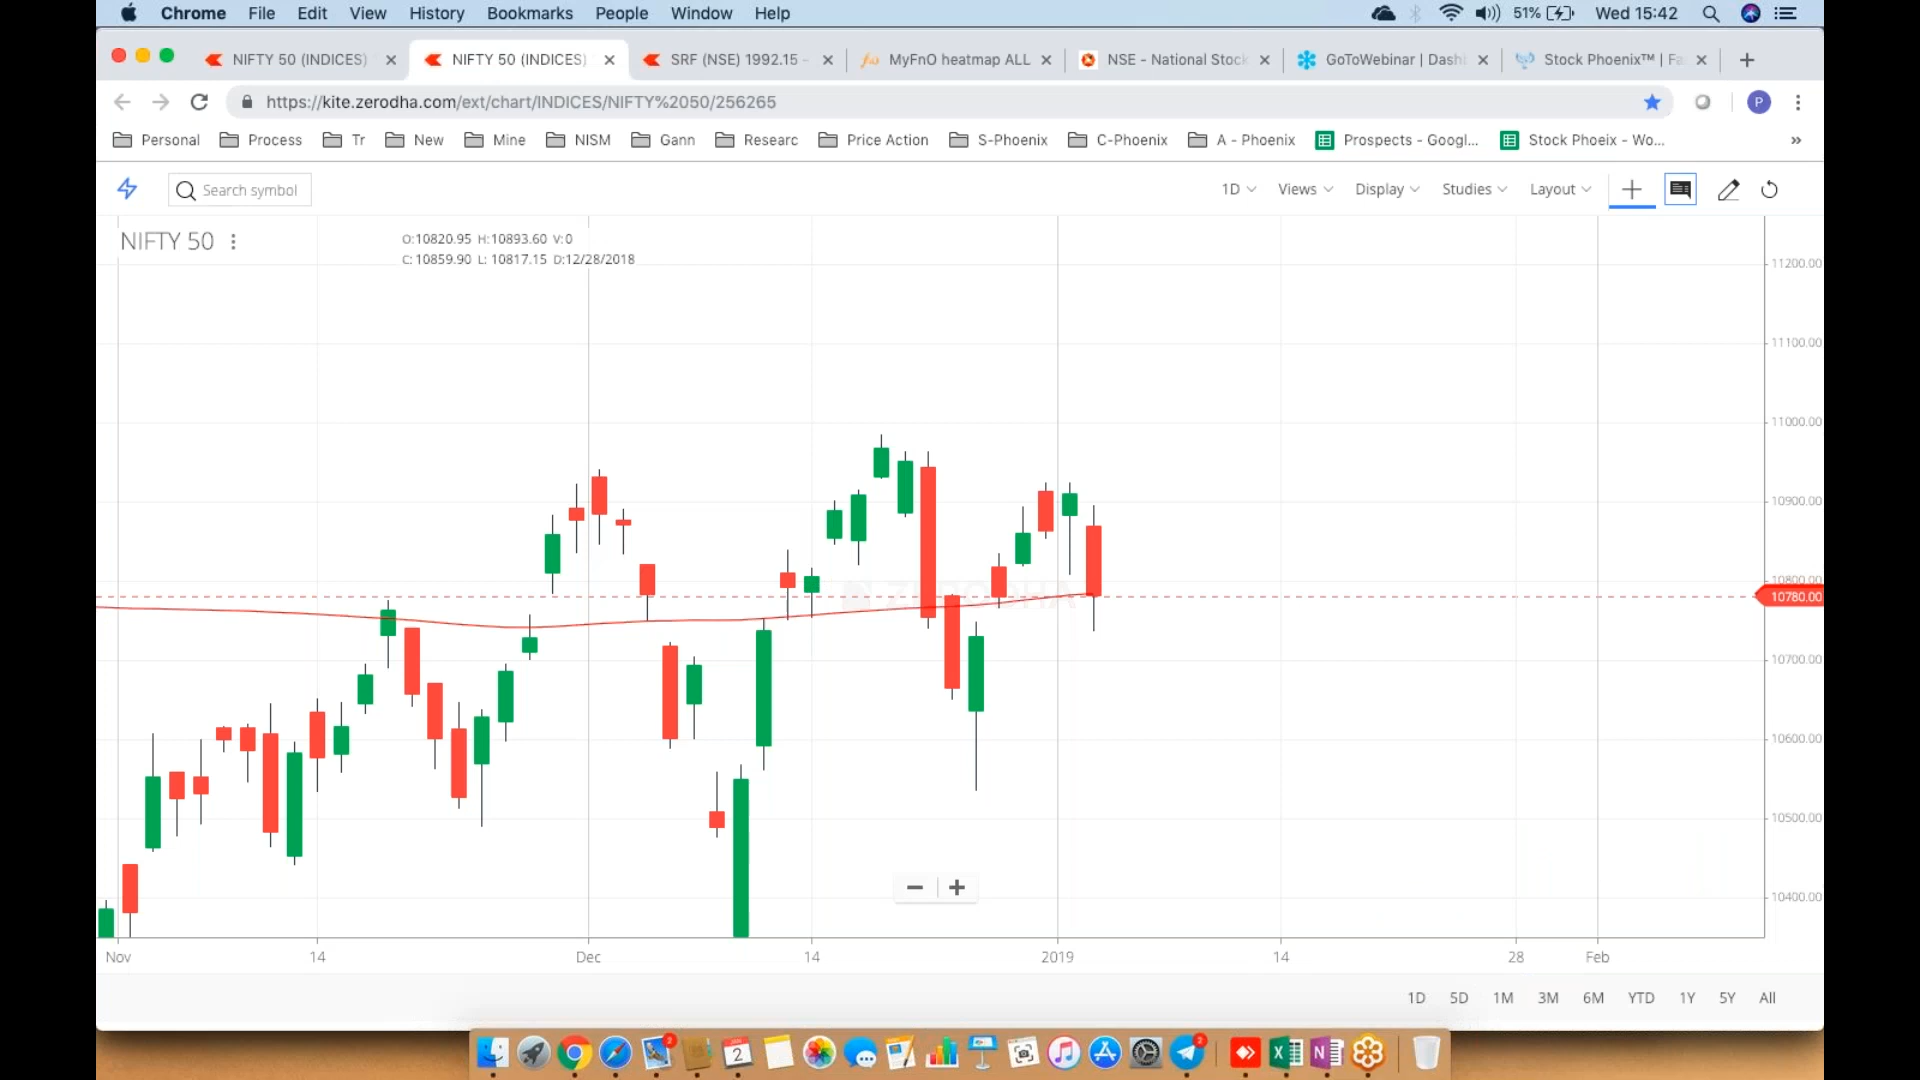 Chrome File Edit View History Bookmarks People Window Help 51% Wed 15:42
NIFTY 50 (INDICES) NIFTY 50 (INDICES) SRF (NSE) 1992.15 - MyFnO heatmap ALL NSE - National Stock GoToWebinar | Dash Stock Phoenix™ | Fa
https://kite.zerodha.com/ext/chart/INDICES/NIFTY%2050/256265 P
Personal Process Tr New Mine NISM Gann Researc Price Action S-Phoenix C-Phoenix A - Phoenix Prospects - Googl... Stock Phoeix - Wo... »
Search symbol 1D Views Display Studies Layout
NIFTY 50
O:10820.95 H:10893.60 V:0
C:10859.90 L: 10817.15 D:12/28/2018
11200.00
11100.00
11000.00
10900.00
10800.00
ZERODHA
10780.00
10700.00
10600.00
10500.00
10400.00
Nov 14 Dec 14 2019 14 28 Feb
1D 5D 1M 3M 6M YTD 1Y 5Y All